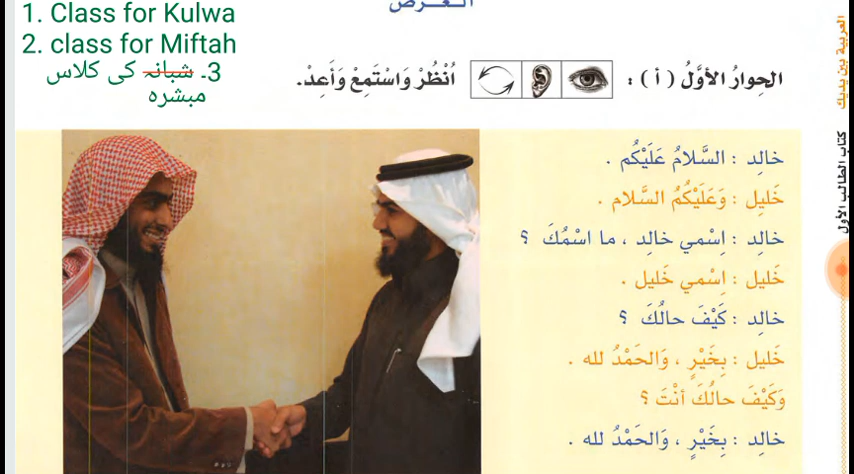 العرض
1. Class for Kulwa
2. class for Miftah
3۔ شبانہ کی کلاس
مبشرہ
الحِوارُ الأوَّلُ ( أ ) : اُنْظُرْ وَاسْتَمِعْ وَأَعِدْ.
خالِد : السَّلامُ عَلَيْكُم .
خَليل : وَعَلَيْكُمُ السَّلام .
خالِد : اِسْمي خالِد ، ما اسْمُكَ ؟
خَليل : اِسْمي خَليل .
خالِد : كَيْفَ حالُكَ ؟
خَليل : بِخَيْرٍ ، وَالحَمْدُ لله .
وَكَيْفَ حالُكَ أَنْتَ ؟
خالِد : بِخَيْرٍ ، وَالحَمْدُ لله .
العربية بين يديك
كتاب الطالب الأول